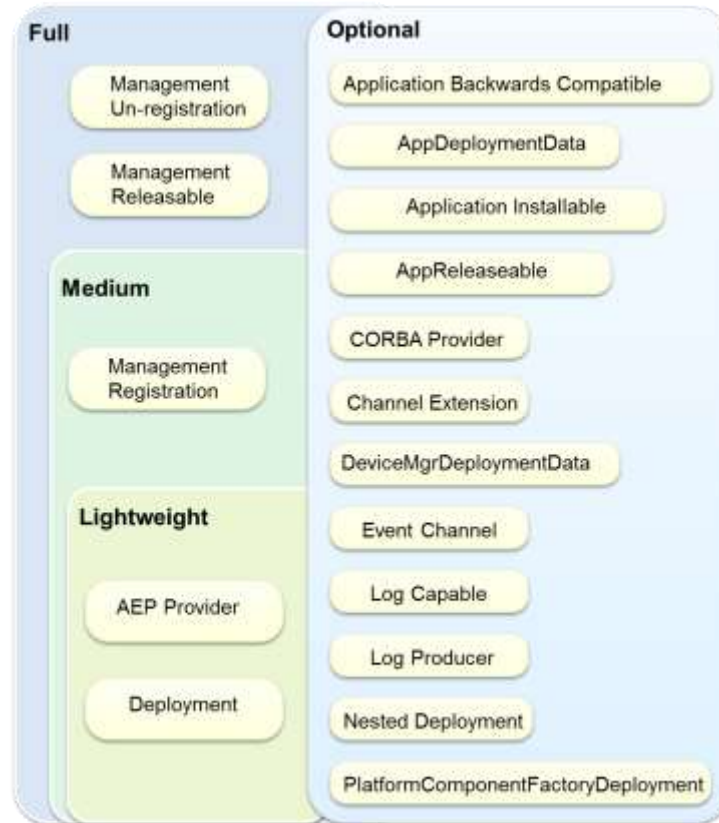 Full
Management
Un-registration
Management
Releasable
Medium
Management
Registration
Lightweight
AEP Provider
Deployment
Optional
Application Backwards Compatible
AppDeploymentData
Application Installable
AppReleaseable
CORBA Provider
Channel Extension
DeviceMgrDeploymentData
Event Channel
Log Capable
Log Producer
Nested Deployment
PlatformComponentFactoryDeployment